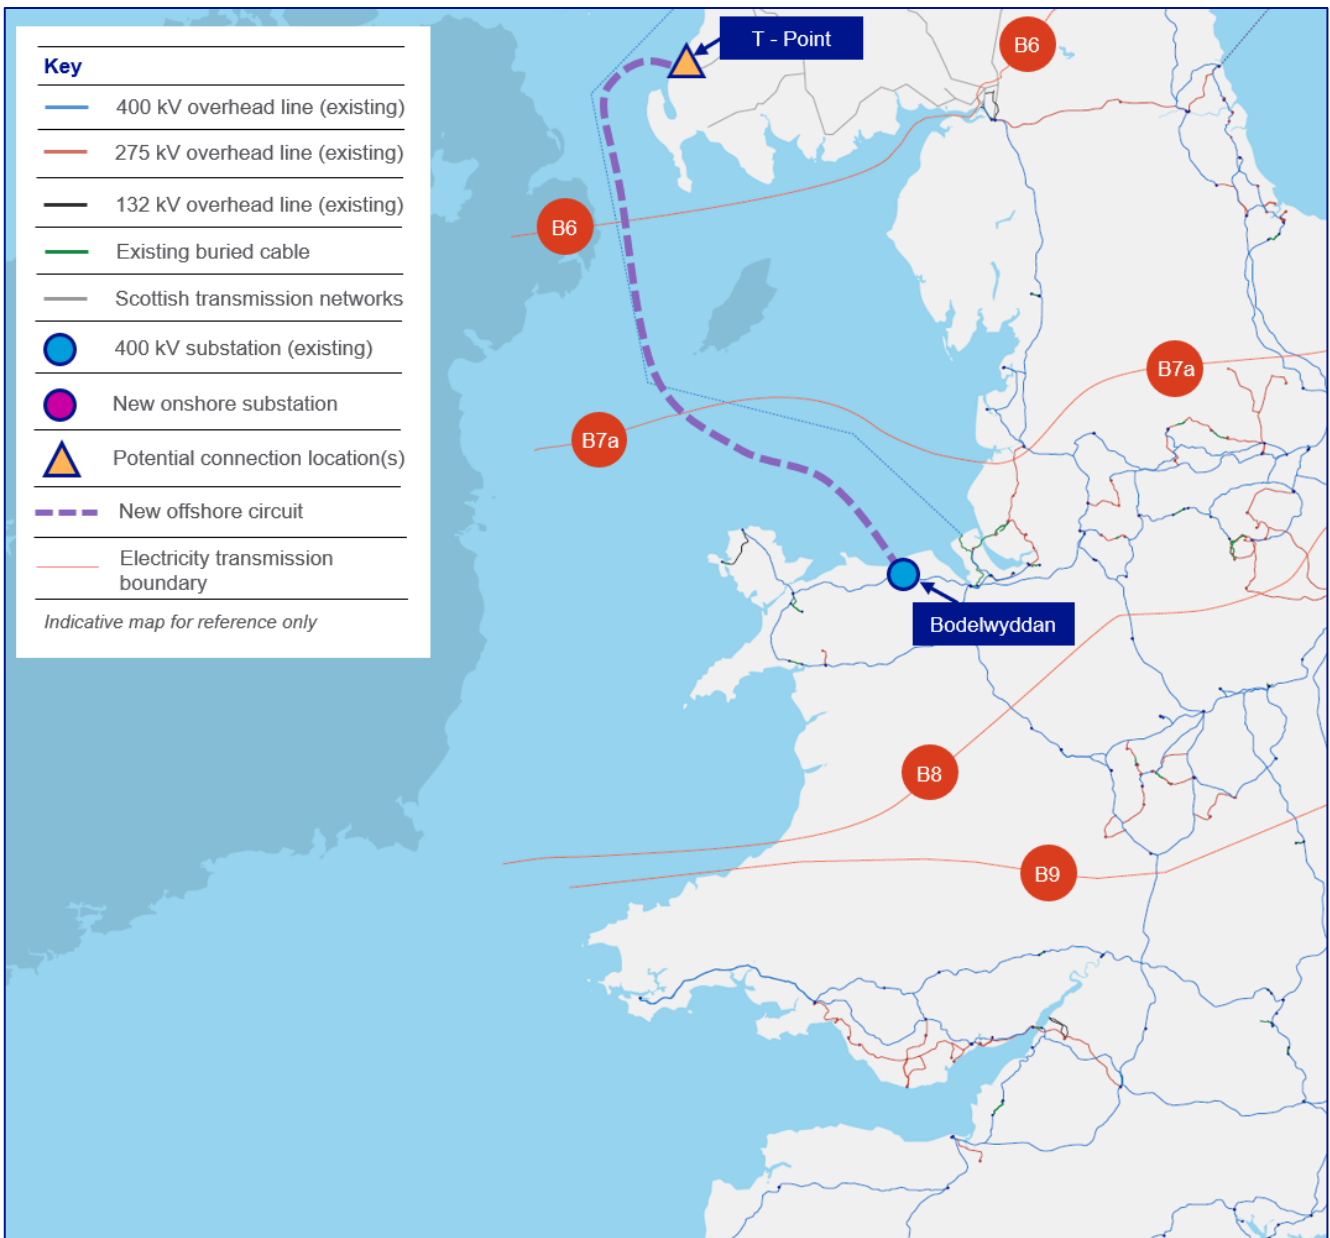 Key
400 kV overhead line (existing)
275 kV overhead line (existing)
132 kV overhead line (existing)
Existing buried cable
Scottish transmission networks
400 kV substation (existing)
New onshore substation
Potential connection location(s)
New offshore circuit
Electricity transmission
boundary
Indicative map for reference only
T - Point
B6
B6
B7a
B7a
Bodelwyddan
B8
B9